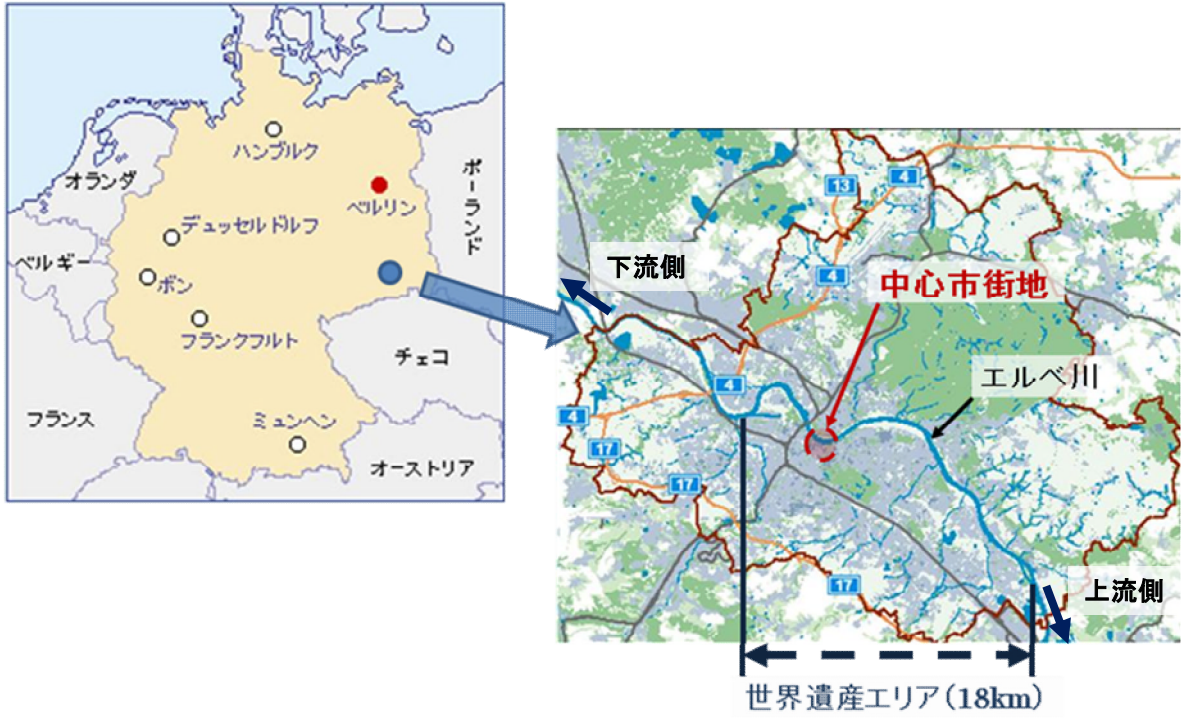 ハンブルク
オランダ
ポーランド
ベルリン
デュッセルドルフ
ベルギー
ボン
フランクフルト
チェコ
フランス
ミュンヘン
オーストリア
13
4
下流側
4
中心市街地
エルベ川
4
4
17
17
17
上流側
世界遺産エリア（18km）